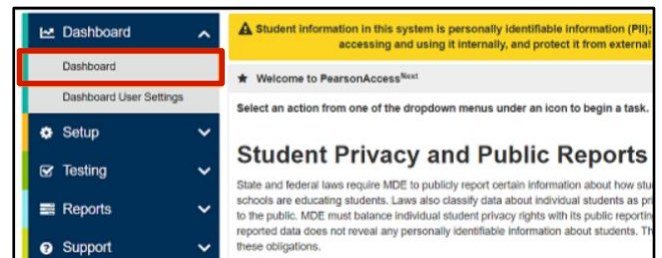 Dashboard
Dashboard
Dashboard User Settings
Setup
Testing
Reports
Support
Student information in this system is personally identifiable information (PII);
accessing and using it internally, and protect it from external
Welcome to PearsonAccessNext
Select an action from one of the dropdown menus under an icon to begin a task.
Student Privacy and Public Reports
State and federal laws require MDE to publicly report certain information about how stu
schools are educating students. Laws also classify data about individual students as pr
to the public. MDE must balance individual student privacy rights with its public reportin
reported data does not reveal any personally identifiable information about students. Th
these obligations.